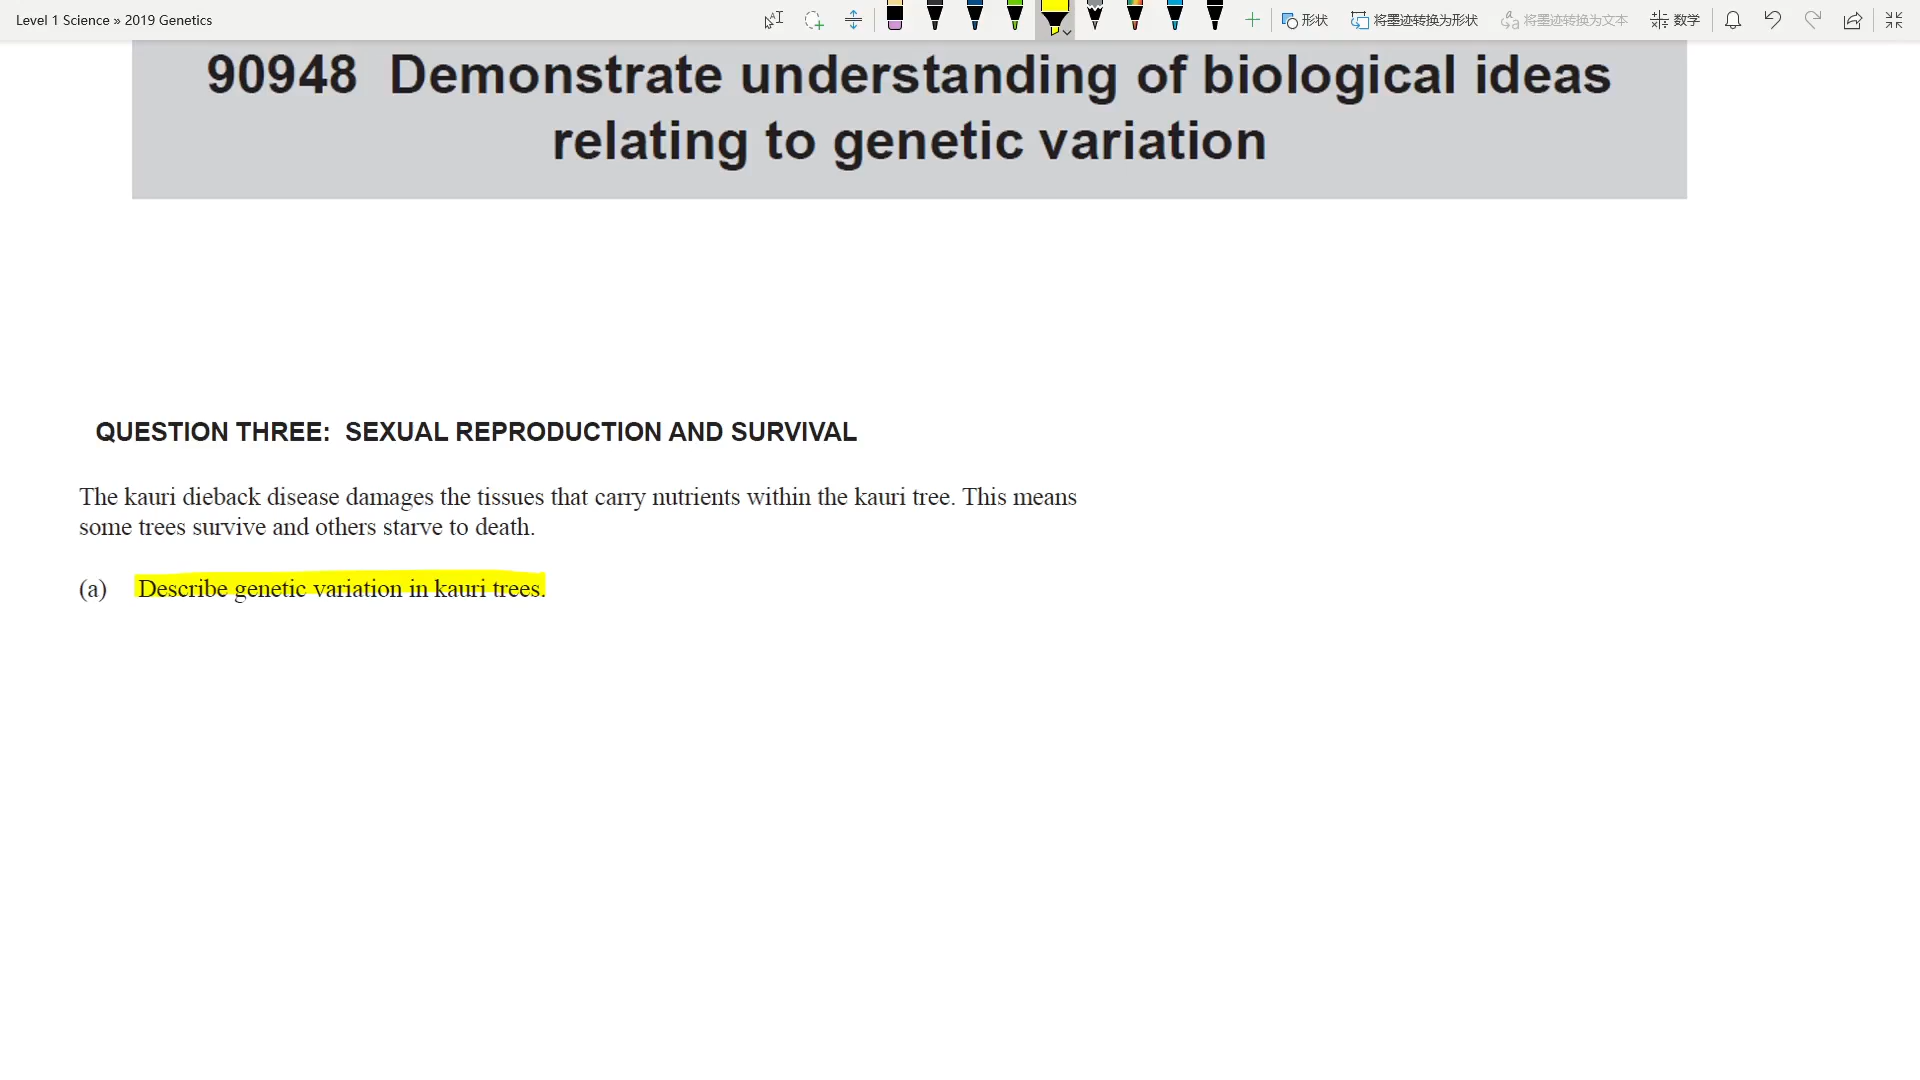 Level 1 Science » 2019 Genetics
形状
将墨迹转换为形状
将墨迹转换为文本
数学
90948 Demonstrate understanding of biological ideas
relating to genetic variation
QUESTION THREE: SEXUAL REPRODUCTION AND SURVIVAL
The kauri dieback disease damages the tissues that carry nutrients within the kauri tree. This means
some trees survive and others starve to death.
(a) Describe genetic variation in kauri trees.